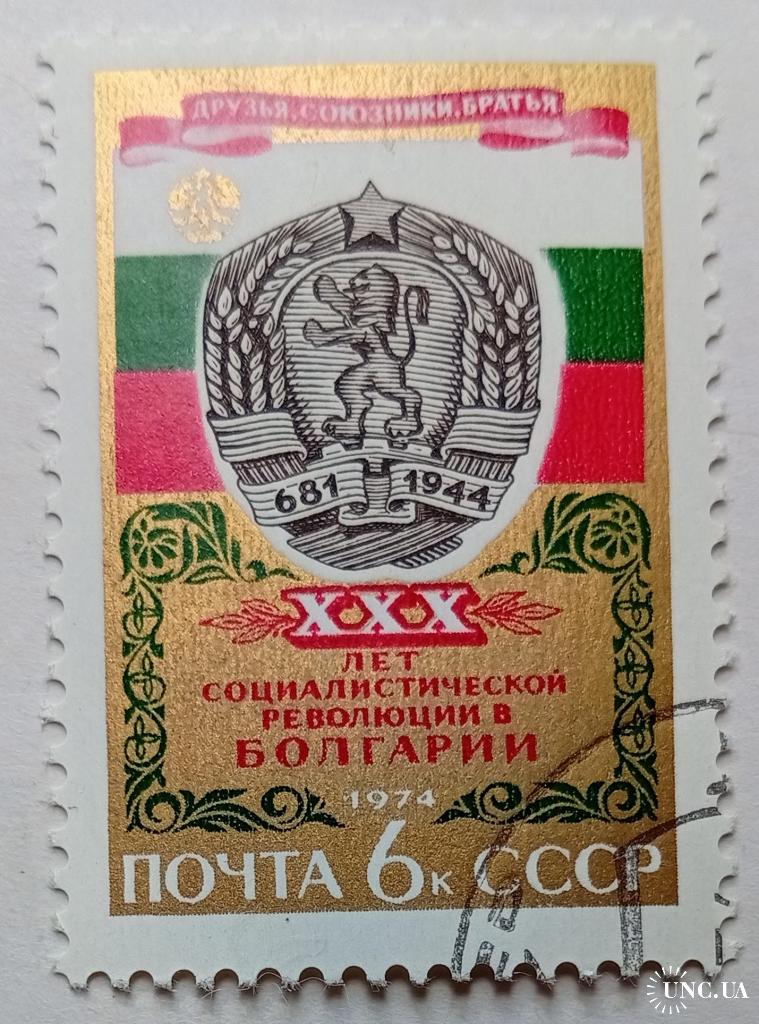 ДРУЗЬЯ. СОЮЗНИКИ. БРАТЬЯ
681 1944
XXX
ЛЕТ
СОЦИАЛИСТИЧЕСКОЙ
РЕВОЛЮЦИИ В
БОЛГАРИИ
1974
ПОЧТА 6К СССР
UNC.UA